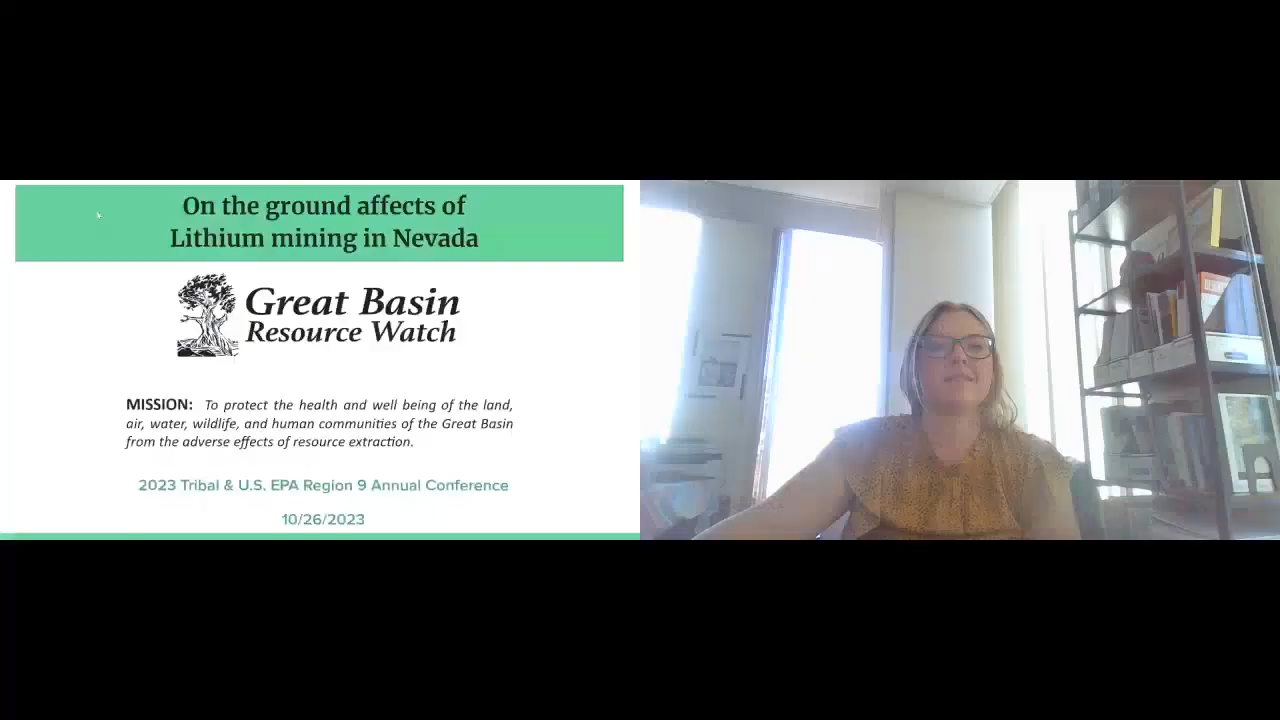 On the ground affects of
Lithium mining in Nevada
Great Basin
Resource Watch
MISSION: To protect the health and well being of the land,
air, water, wildlife, and human communities of the Great Basin
from the adverse effects of resource extraction.
2023 Tribal & U.S. EPA Region 9 Annual Conference
10/26/2023